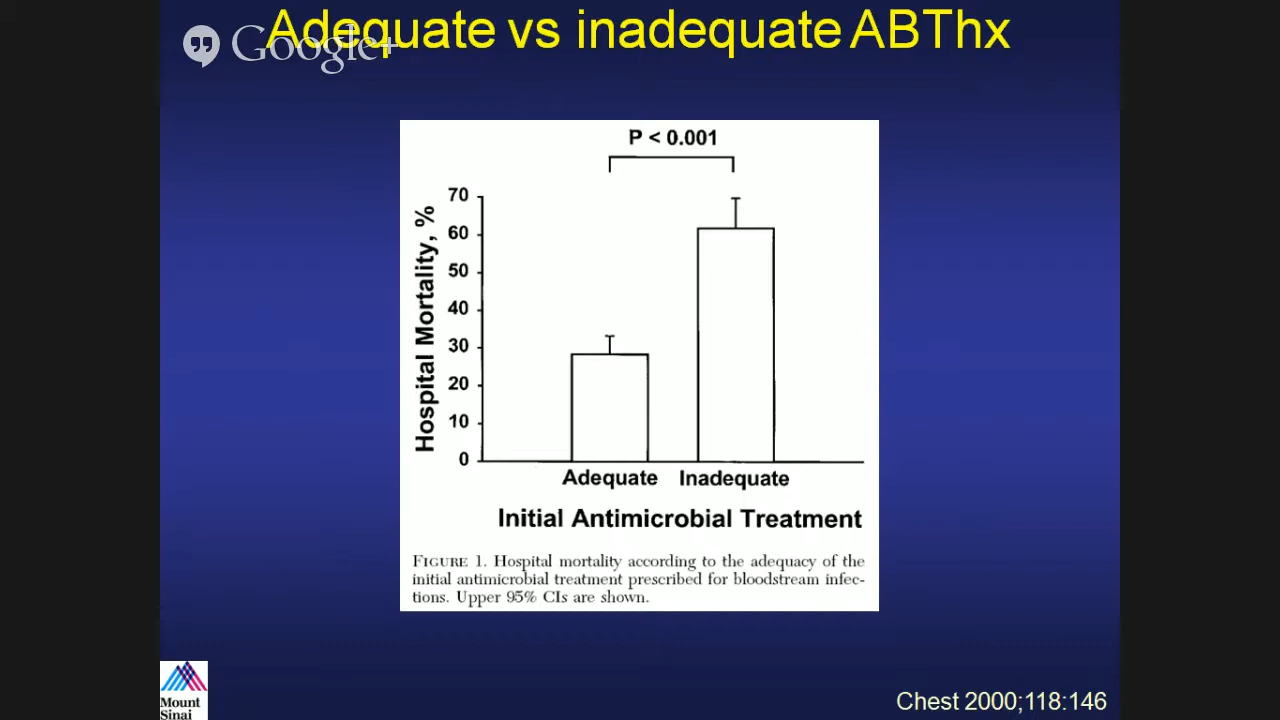 Adequate vs inadequate ABThx
Google+
P < 0.001
Hospital Mortality, %
70
60
50
40
30
20
10
0
Adequate Inadequate
Initial Antimicrobial Treatment
FIGURE 1. Hospital mortality according to the adequacy of the
initial antimicrobial treatment prescribed for bloodstream infec-
tions. Upper 95% CIs are shown.
Mount
Sinai
Chest 2000;118:146